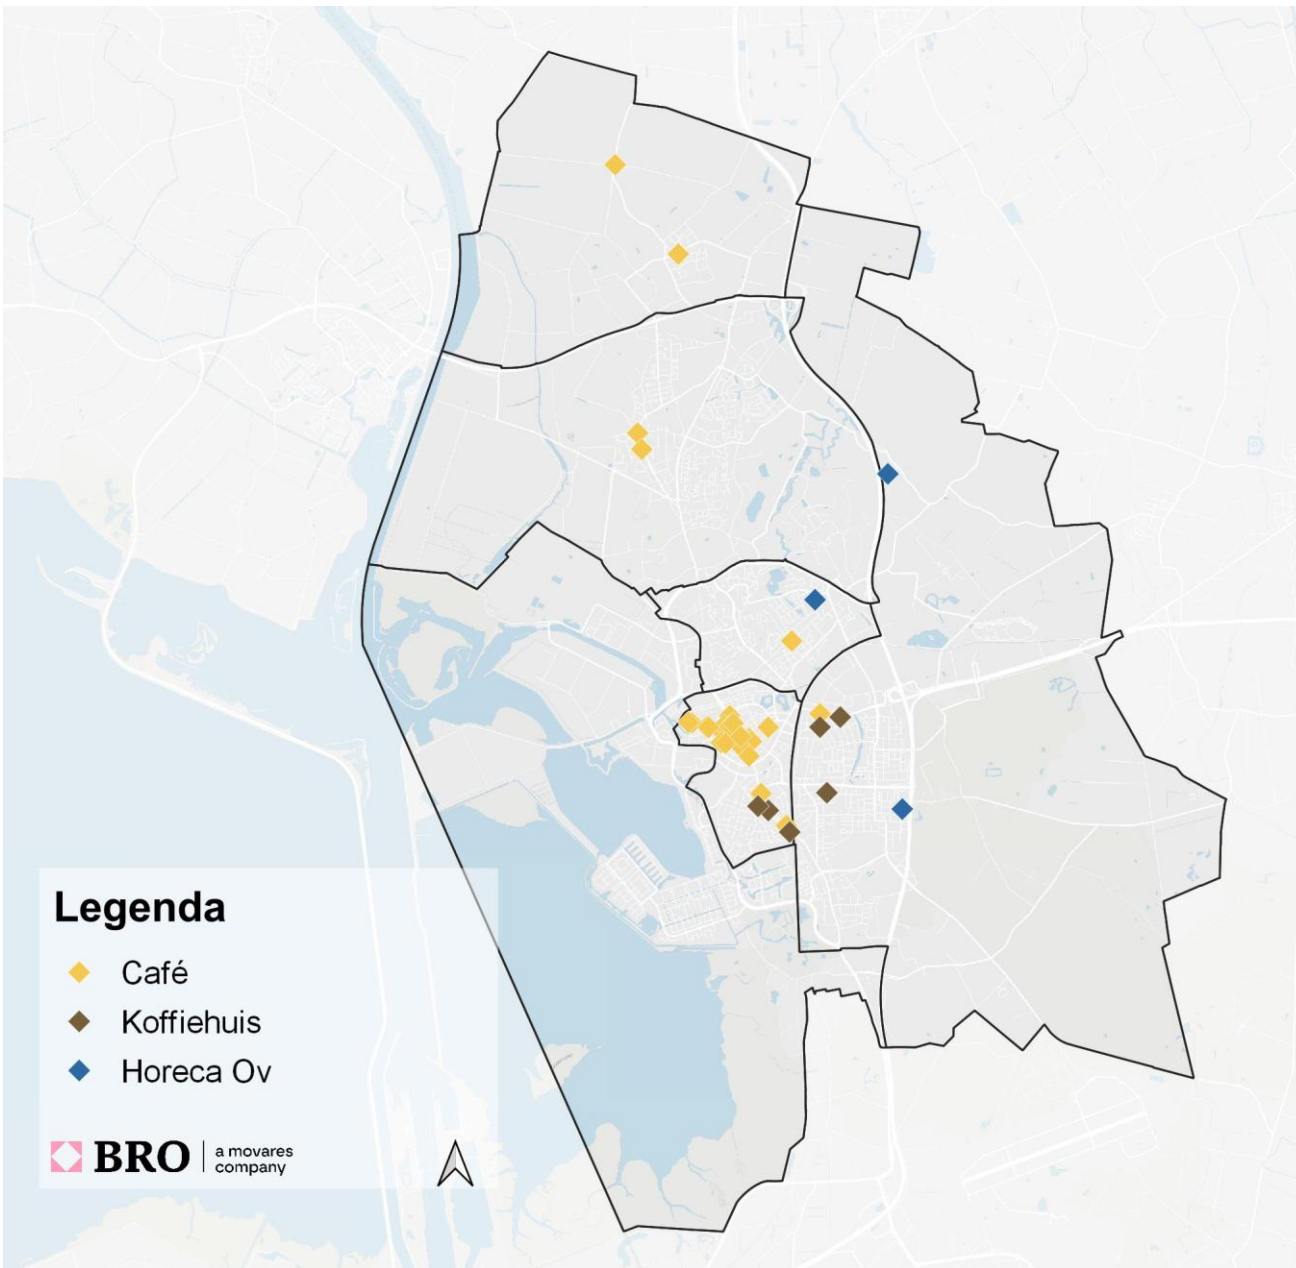 Legenda
Café
Koffiehuis
Horeca Ov
BRO
a movares
company